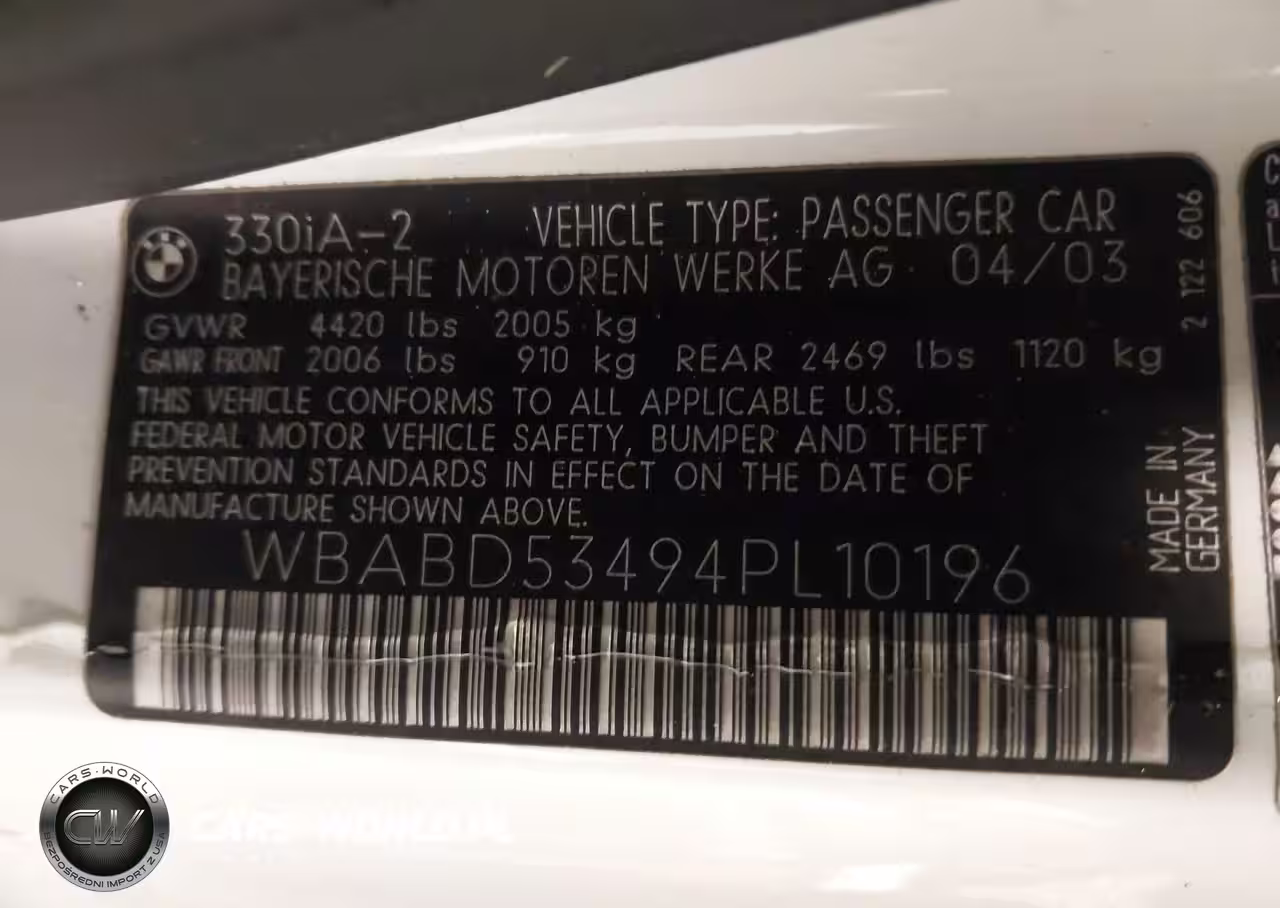 330iA-2 VEHICLE TYPE: PASSENGER CAR
BAYERISCHE MOTOREN WERKE AG 04/03
GVWR 4420 lbs 2005 kg
GAWR FRONT 2006 lbs 910 kg REAR 2469 lbs 1120 kg
THIS VEHICLE CONFORMS TO ALL APPLICABLE U.S.
FEDERAL MOTOR VEHICLE SAFETY, BUMPER AND THEFT
PREVENTION STANDARDS IN EFFECT ON THE DATE OF
MANUFACTURE SHOWN ABOVE.
WBABD53494PL10196
2 122 606
MADE IN
GERMANY
CARS-WORLD
CW
BEZPOŚREDNI IMPORT Z USA